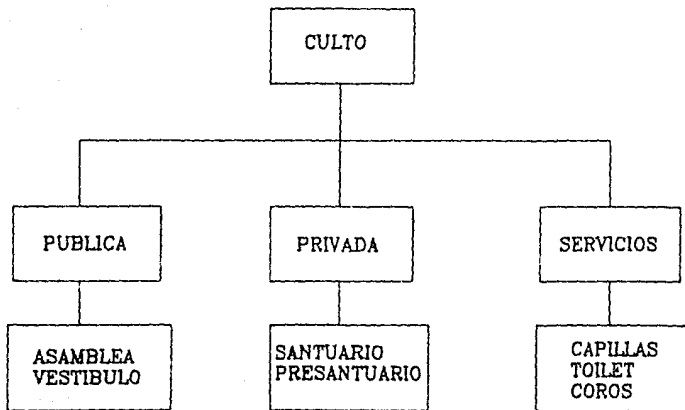 CULTO
PUBLICA
PRIVADA
SERVICIOS
ASAMBLEA
VESTIBULO
SANTUARIO
PRESANTUARIO
CAPILLAS
TOILET
COROS